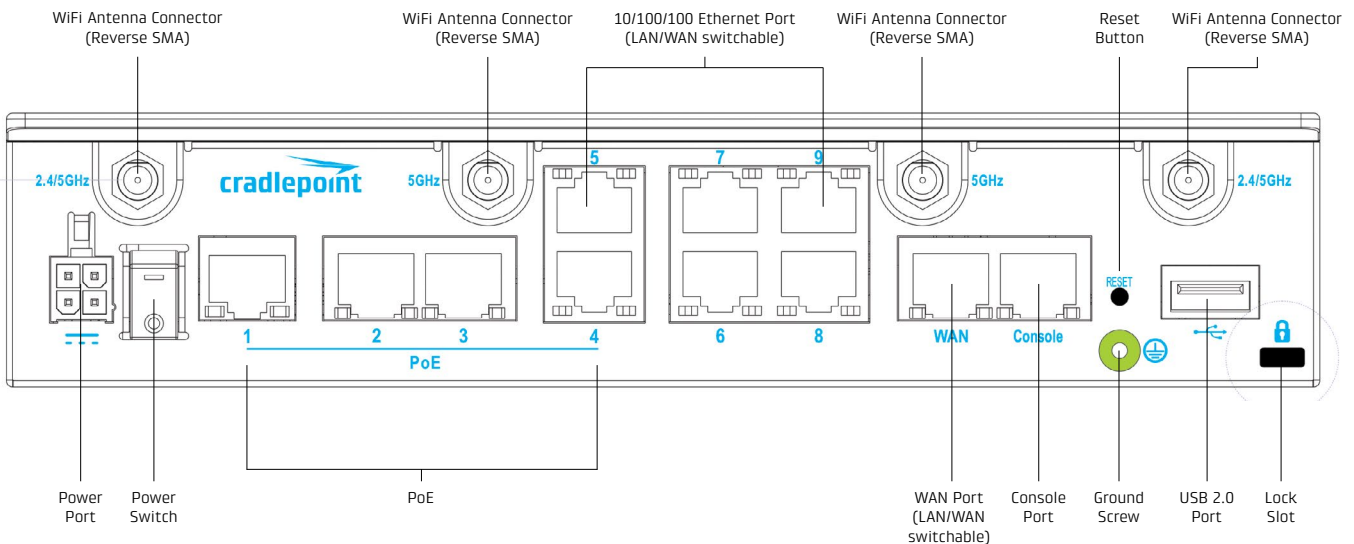 WiFi Antenna Connector
(Reverse SMA)
WiFi Antenna Connector
(Reverse SMA)
10/100/100 Ethernet Port
(LAN/WAN switchable)
WiFi Antenna Connector
(Reverse SMA)
Reset
Button
WiFi Antenna Connector
(Reverse SMA)
2.4/5GHz
cradlepoint
5GHz
5
7
9
5GHz
2.4/5GHz
RESET
1
2
3
4
6
8
WAN
Console
PoE
Power
Port
Power
Switch
PoE
WAN Port
(LAN/WAN
switchable)
Console
Port
Ground
Screw
USB 2.0
Port
Lock
Slot